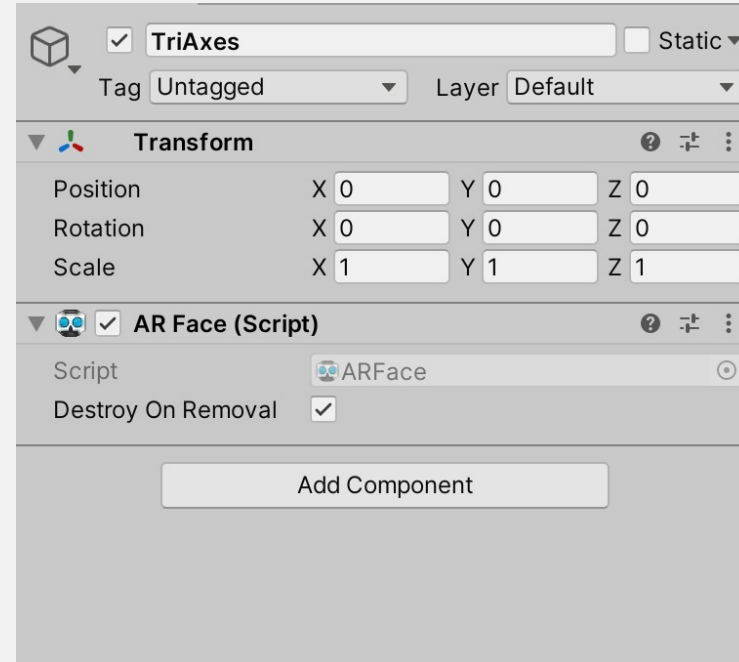 TriAxes Static
Tag Untagged Layer Default
Transform
Position X 0 Y 0 Z 0
Rotation X 0 Y 0 Z 0
Scale X 1 Y 1 Z 1
AR Face (Script)
Script ARFace
Destroy On Removal
Add Component